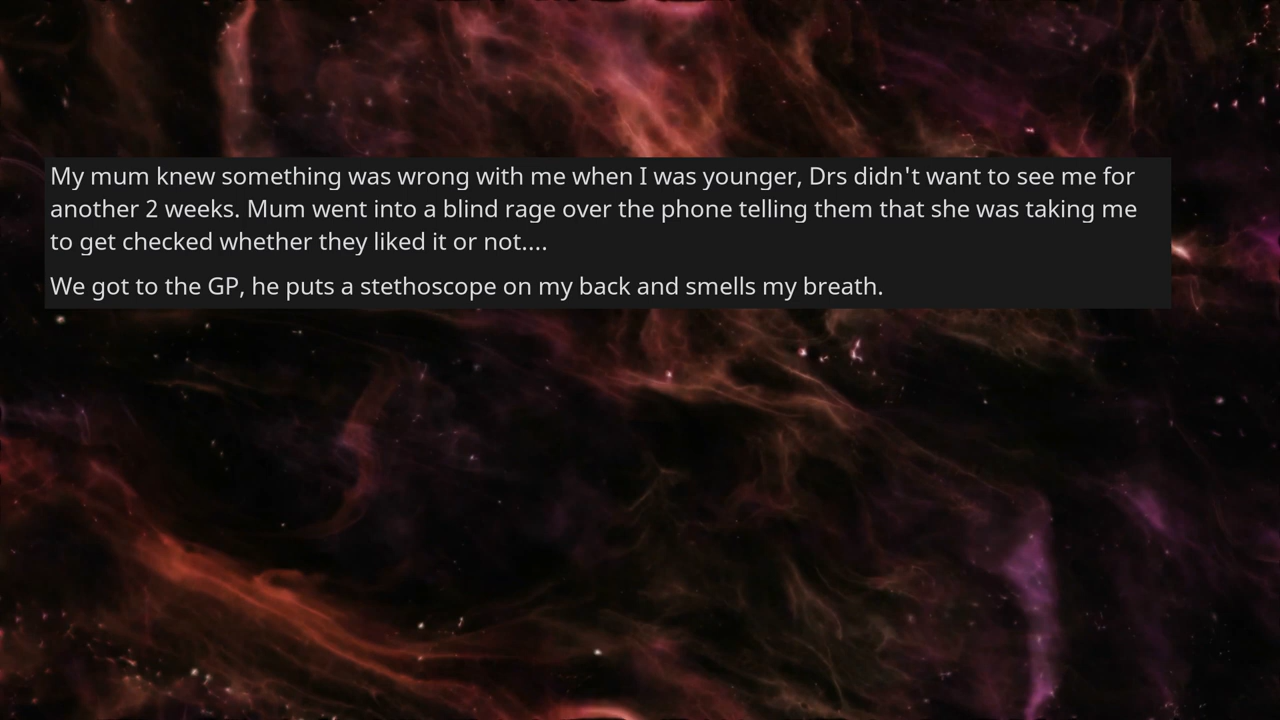 My mum knew something was wrong with me when I was younger, Drs didn't want to see me for
another 2 weeks. Mum went into a blind rage over the phone telling them that she was taking me
to get checked whether they liked it or not....
We got to the GP, he puts a stethoscope on my back and smells my breath.